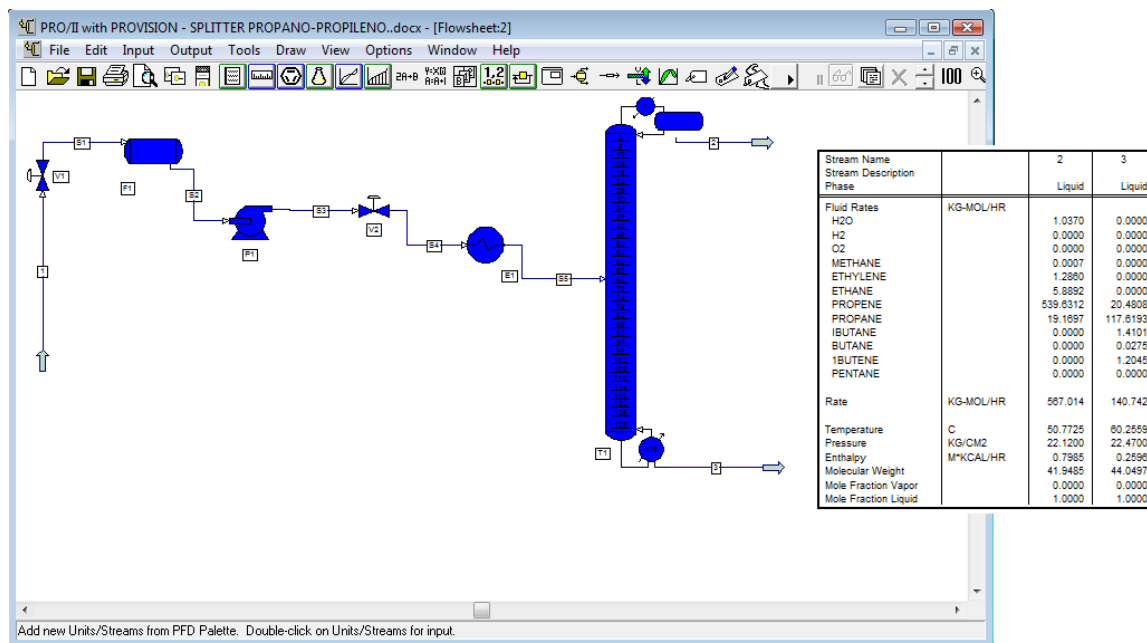 PRO/II with PROVISION - SPLITTER PROPANO-PROPILENO..docx - [Flowsheet:2]
File Edit Input Output Tools Draw View Options Window Help
2A+B 1,2 100
S1
V1
F1
S2
P1
S3
V2
S4
E1
S5
1
2
T1
3
Stream Name 2 3
Stream Description
Phase Liquid Liquid
Fluid Rates KG-MOL/HR
H2O 1.0370 0.0000
H2 0.0000 0.0000
O2 0.0000 0.0000
METHANE 0.0007 0.0000
ETHYLENE 1.2860 0.0000
ETHANE 5.8892 0.0000
PROPENE 539.6312 20.4808
PROPANE 19.1697 117.6193
IBUTANE 0.0000 1.4101
BUTANE 0.0000 0.0275
1BUTENE 0.0000 1.2045
PENTANE 0.0000 0.0000
Rate KG-MOL/HR 567.014 140.742
Temperature C 50.7725 60.2559
Pressure KG/CM2 22.1200 22.4700
Enthalpy M*KCAL/HR 0.7985 0.2596
Molecular Weight 41.9485 44.0497
Mole Fraction Vapor 0.0000 0.0000
Mole Fraction Liquid 1.0000 1.0000
Add new Units/Streams from PFD Palette. Double-click on Units/Streams for input.